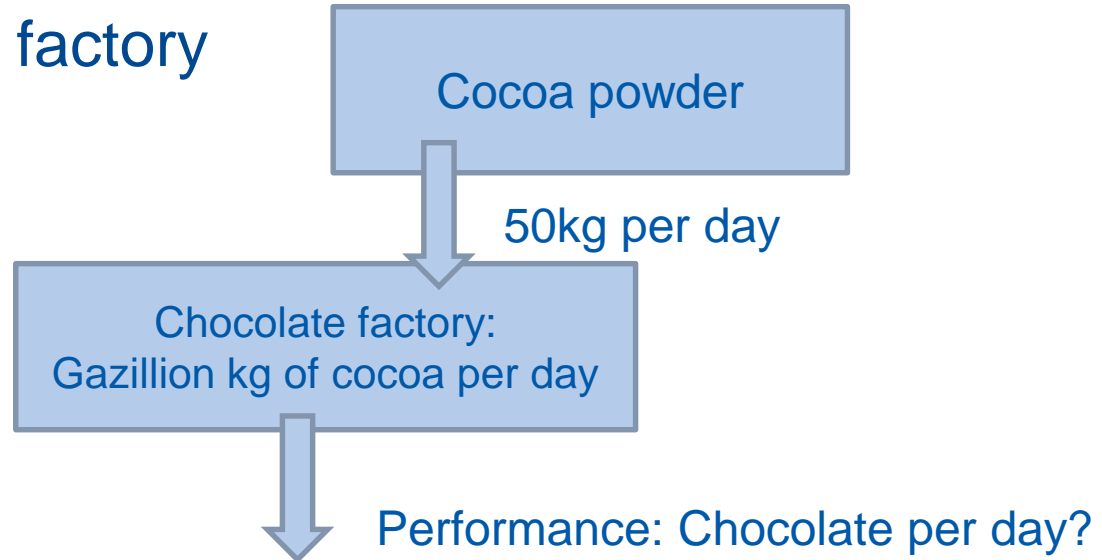 factory
Cocoa powder
50kg per day
Chocolate factory:
Gazillion kg of cocoa per day
Performance: Chocolate per day?